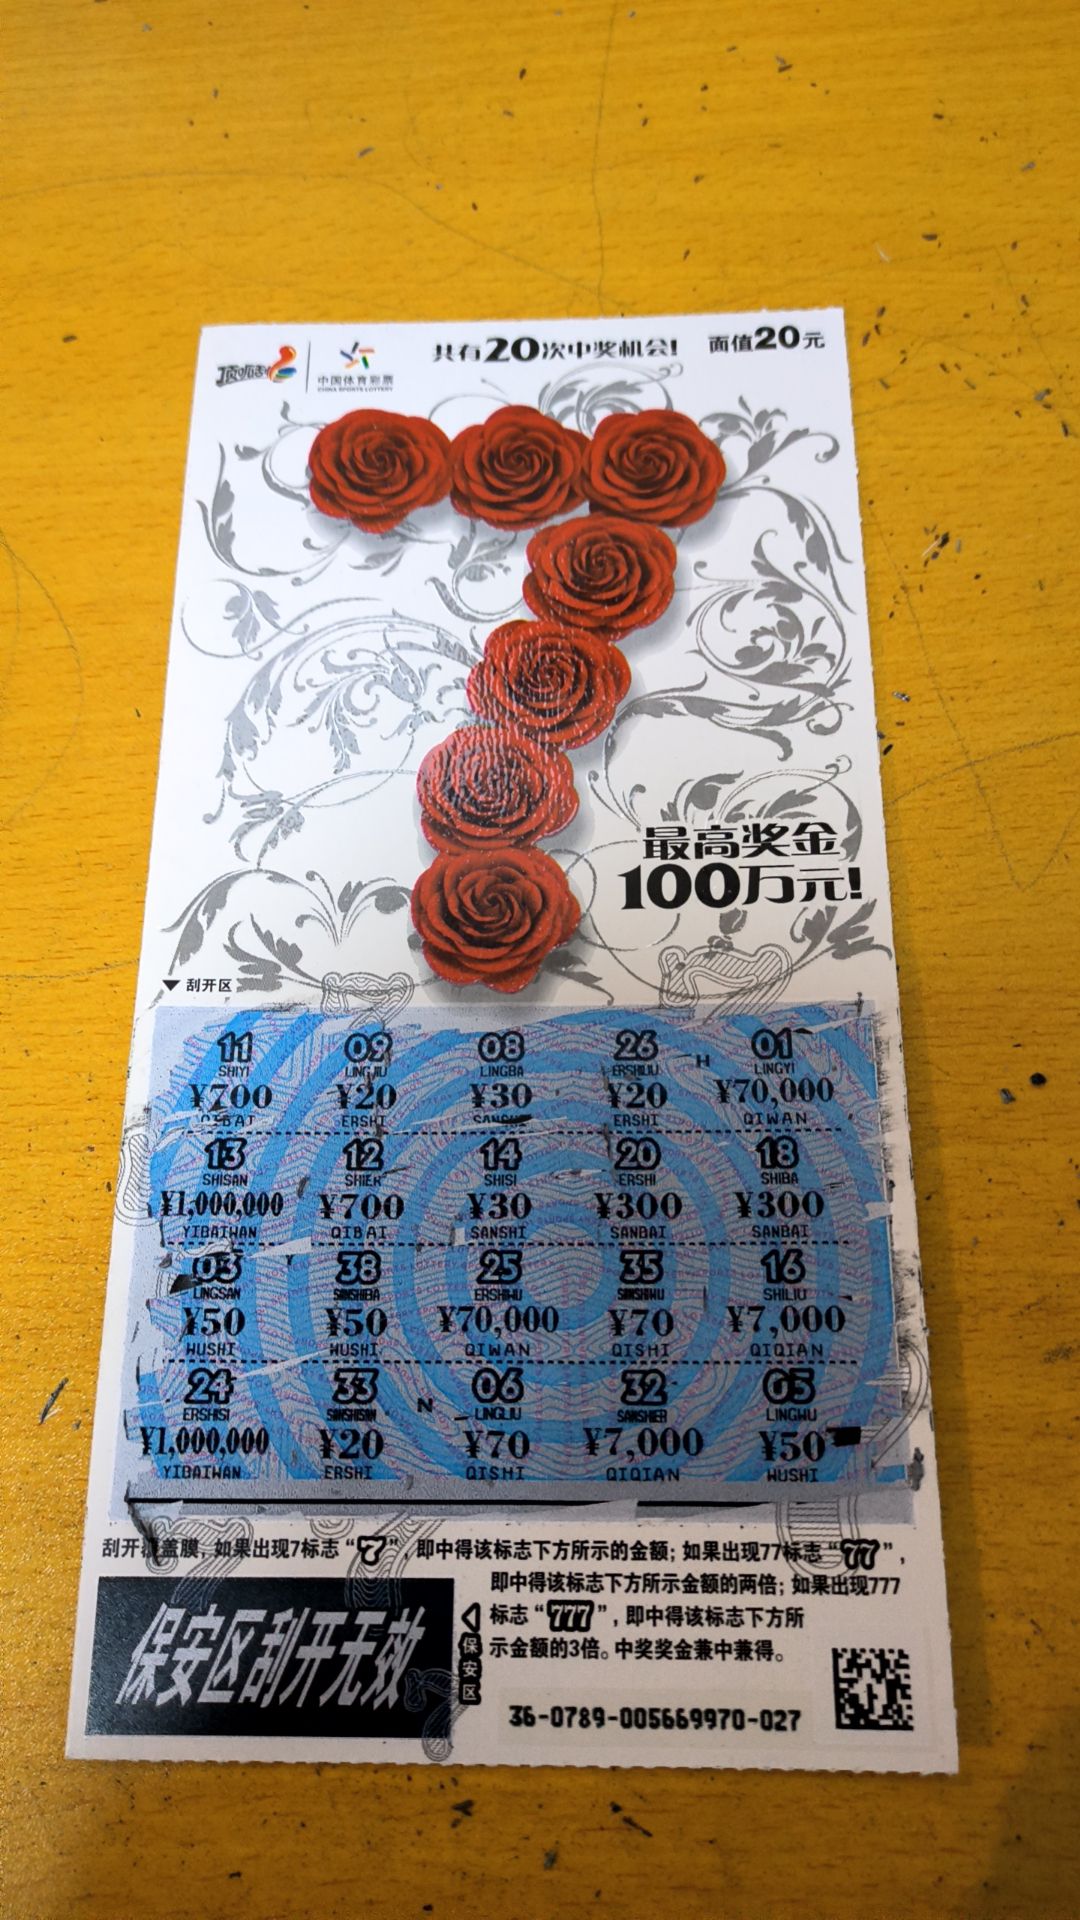 顶呱刮
中国体育彩票
CHINA SPORTS LOTTERY
共有20次中奖机会! 面值20元
最高奖金
100万元!
▼刮开区
11 09 08 26 01
SHIYI LINGJIU LINGBA ERSHILIU LINGYI
H
¥700 ¥20 ¥30 ¥20 ¥70,000
QIBAI ERSHI SANSHI ERSHI QIWAN
13 12 14 20 18
SHISAN SHIER SHISI ERSHI SHIBA
¥1,000,000 ¥700 ¥30 ¥300 ¥300
YIBAIWAN QIBAI SANSHI SANBAI SANBAI
03 38 25 35 16
LINGSAN SANSHIBA ERSHIWU SANSHIWU SHILIU
¥50 ¥50 ¥70,000 ¥70 ¥7,000
WUSHI WUSHI QIWAN QISHI QIQIAN
24 33 06 32 05
ERSHISI SANSHISAN LINGLIU SANSHIER LINGWU
N
¥1,000,000 ¥20 ¥70 ¥7,000 ¥50
YIBAIWAN ERSHI QISHI QIQIAN WUSHI
刮开覆盖膜, 如果出现7标志“7”, 即中得该标志下方所示的金额; 如果出现77标志“77”,
即中得该标志下方所示金额的两倍; 如果出现777
标志“777”, 即中得该标志下方所
示金额的3倍。中奖奖金兼中兼得。
保安区刮开无效
保安区
36-0789-005669970-027